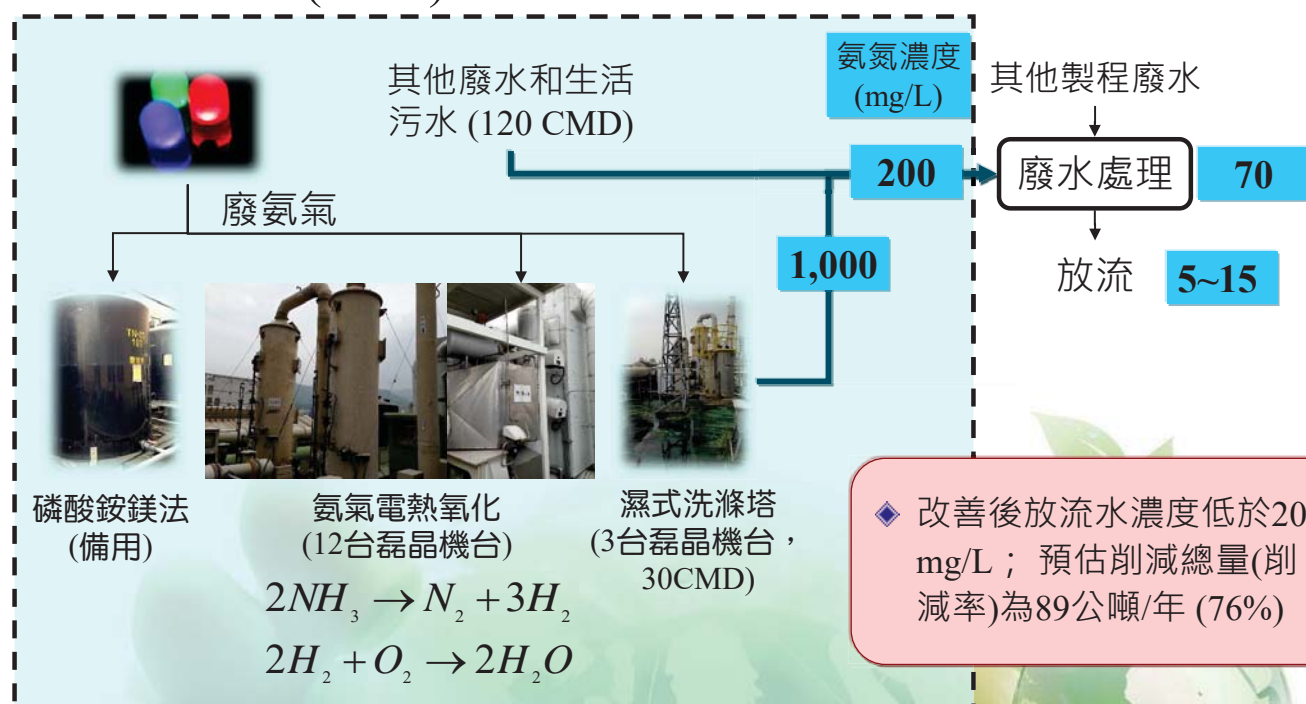 氨氮濃度
(mg/L)
其他廢水和生活
污水 (120 CMD)
其他製程廢水
200
廢水處理
70
廢氨氣
1,000
放流
5~15
磷酸銨鎂法
(備用)
氨氣電熱氧化
(12台磊晶機台)
濕式洗滌塔
(3台磊晶機台，
30CMD)
2NH₃ → N₂ + 3H₂
2H₂ + O₂ → 2H₂O
改善後放流水濃度低於20
mg/L； 預估削減總量(削
減率)為89公噸/年 (76%)